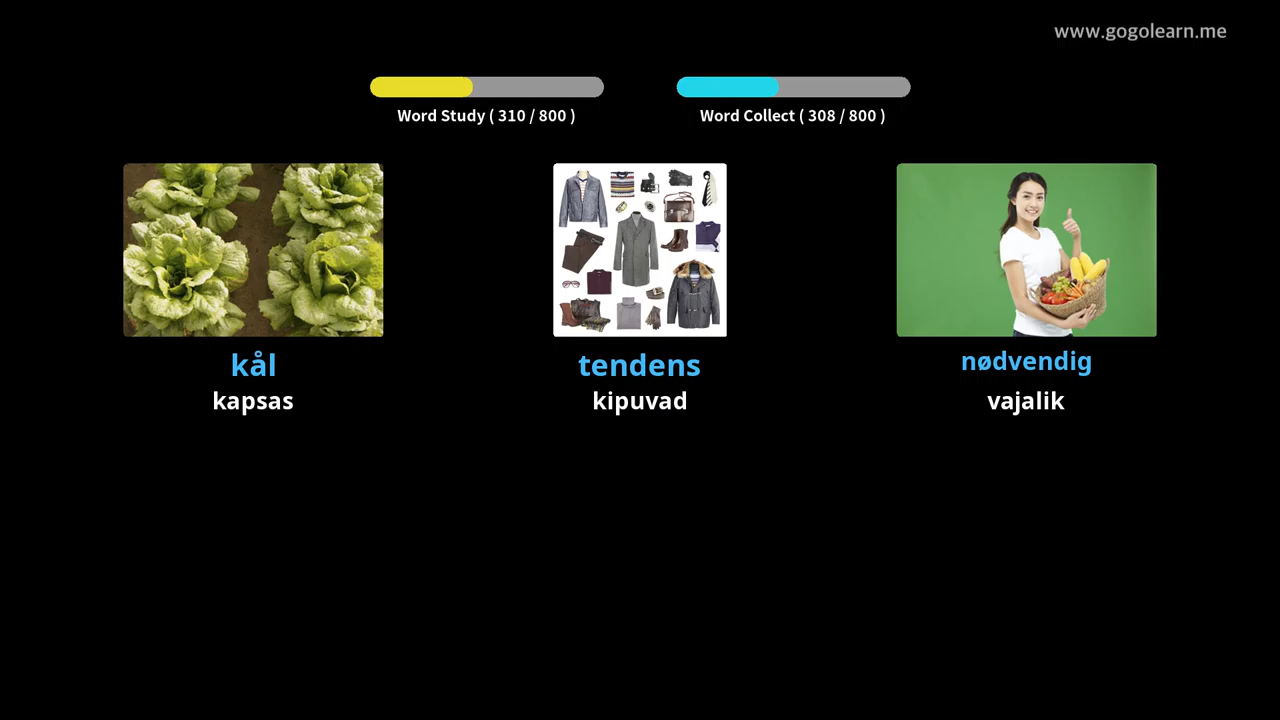 www.gogolearn.me
Word Study ( 310 / 800 )
Word Collect ( 308 / 800 )
kål
tendens
nødvendig
kapsas
kipuvad
vajalik